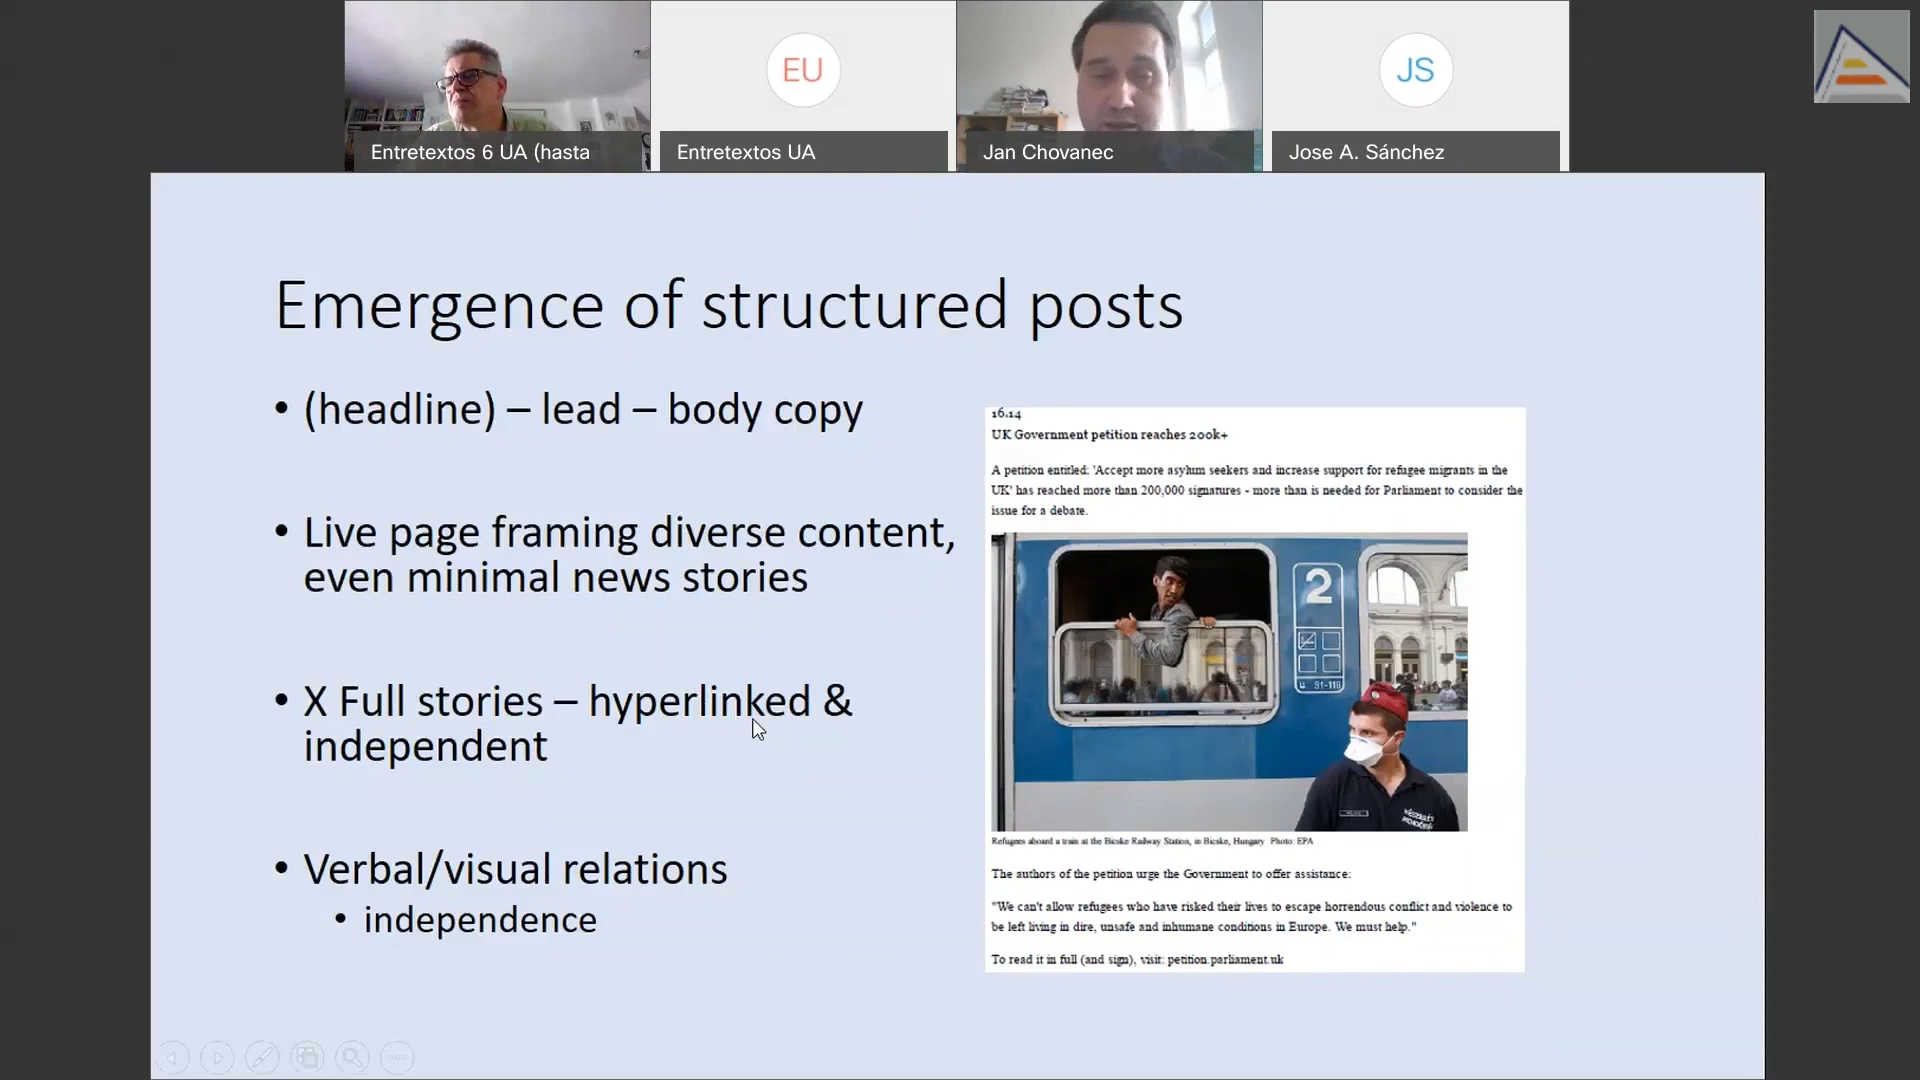 EU
JS
Entretextos 6 UA (hasta
Entretextos UA
Jan Chovanec
Jose A. Sánchez
Emergence of structured posts
• (headline) – lead – body copy
• Live page framing diverse content,
even minimal news stories
• X Full stories – hyperlinked &
independent
• Verbal/visual relations
• independence
16.14
UK Government petition reaches 200k+
A petition entitled: 'Accept more asylum seekers and increase support for refugee migrants in the
UK' has reached more than 200,000 signatures - more than is needed for Parliament to consider the
issue for a debate.
2
91-118
Refugees aboard a train at the Bicske Railway Station, in Bicske, Hungary Photo: EPA
The authors of the petition urge the Government to offer assistance:
"We can't allow refugees who have risked their lives to escape horrendous conflict and violence to
be left living in dire, unsafe and inhumane conditions in Europe. We must help."
To read it in full (and sign), visit: petition.parliament.uk